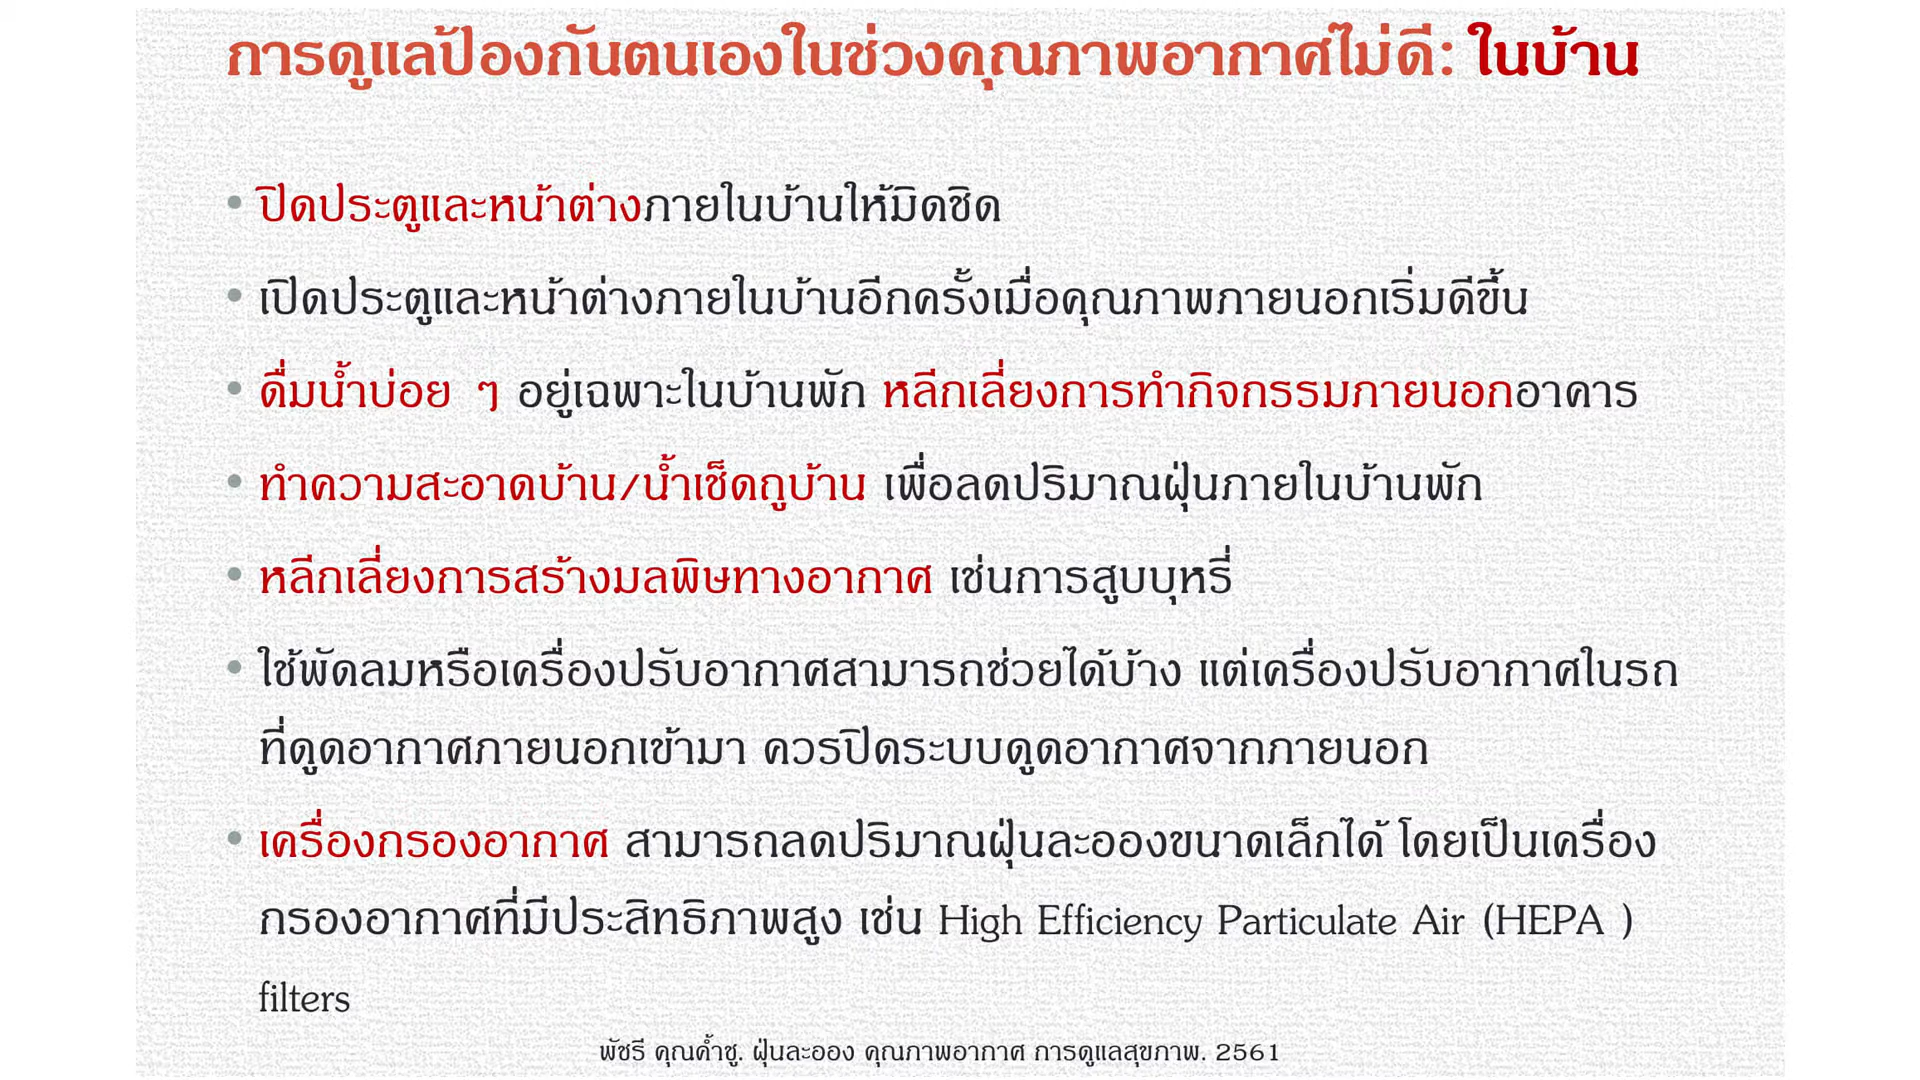 การดูแลป้องกันตนเองในช่วงคุณภาพอากาศไม่ดี: ในบ้าน
• ปิดประตูและหน้าต่างภายในบ้านให้มิดชิด
• เปิดประตูและหน้าต่างภายในบ้านอีกครั้งเมื่อคุณภาพภายนอกเริ่มดีขึ้น
• ดื่มน้ำบ่อย ๆ อยู่เฉพาะในบ้านพัก หลีกเลี่ยงการทำกิจกรรมภายนอกอาคาร
• ทำความสะอาดบ้าน/น้ำเช็ดถูบ้าน เพื่อลดปริมาณฝุ่นภายในบ้านพัก
• หลีกเลี่ยงการสร้างมลพิษทางอากาศ เช่นการสูบบุหรี่
• ใช้พัดลมหรือเครื่องปรับอากาศสามารถช่วยได้บ้าง แต่เครื่องปรับอากาศในรถ
ที่ดูดอากาศภายนอกเข้ามา ควรปิดระบบดูดอากาศจากภายนอก
• เครื่องกรองอากาศ สามารถลดปริมาณฝุ่นละอองขนาดเล็กได้ โดยเป็นเครื่อง
กรองอากาศที่มีประสิทธิภาพสูง เช่น High Efficiency Particulate Air (HEPA )
filters
พัชรี คุณค้ำชู. ฝุ่นละออง คุณภาพอากาศ การดูแลสุขภาพ. 2561